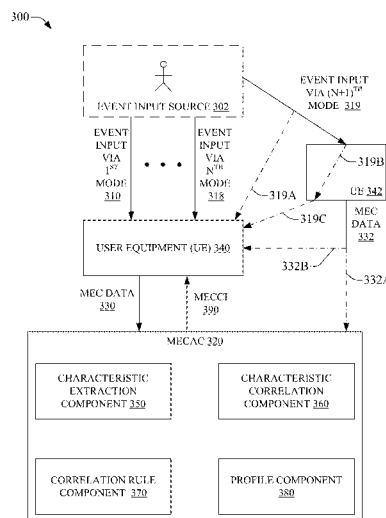 300
EVENT INPUT SOURCE 302
EVENT INPUT
VIA (N+1)TH
MODE 319
EVENT
INPUT
VIA
1ST
MODE
310
EVENT
INPUT
VIA
NTH
MODE
318
319A
319B
319C
UE 342
MEC
DATA
332
USER EQUIPMENT (UE) 340
332B
332A
MEC DATA
330
MECCI
390
MECAC 320
CHARACTERISTIC
EXTRACTION
COMPONENT 350
CHARACTERISTIC
CORRELATION
COMPONENT 360
CORRELATION RULE
COMPONENT 370
PROFILE COMPONENT
380